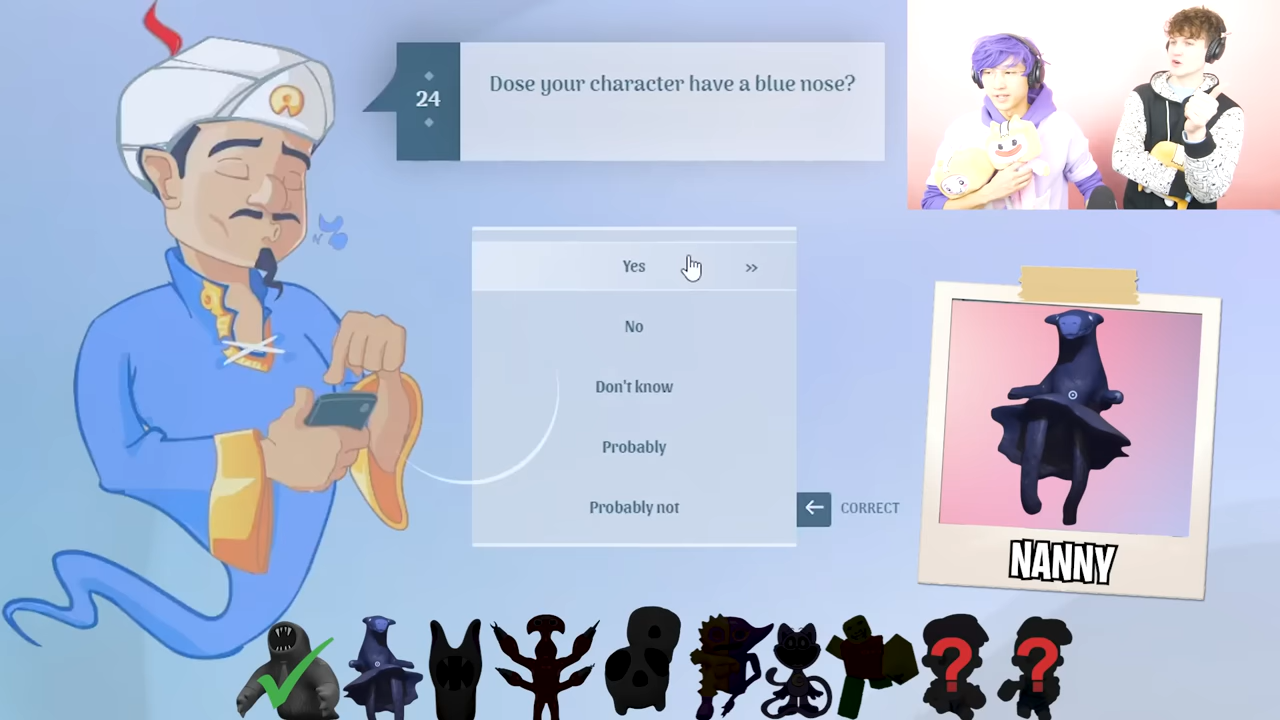 24
Dose your character have a blue nose?
Yes
No
Don't know
Probably
Probably not
CORRECT
NANNY
?
?